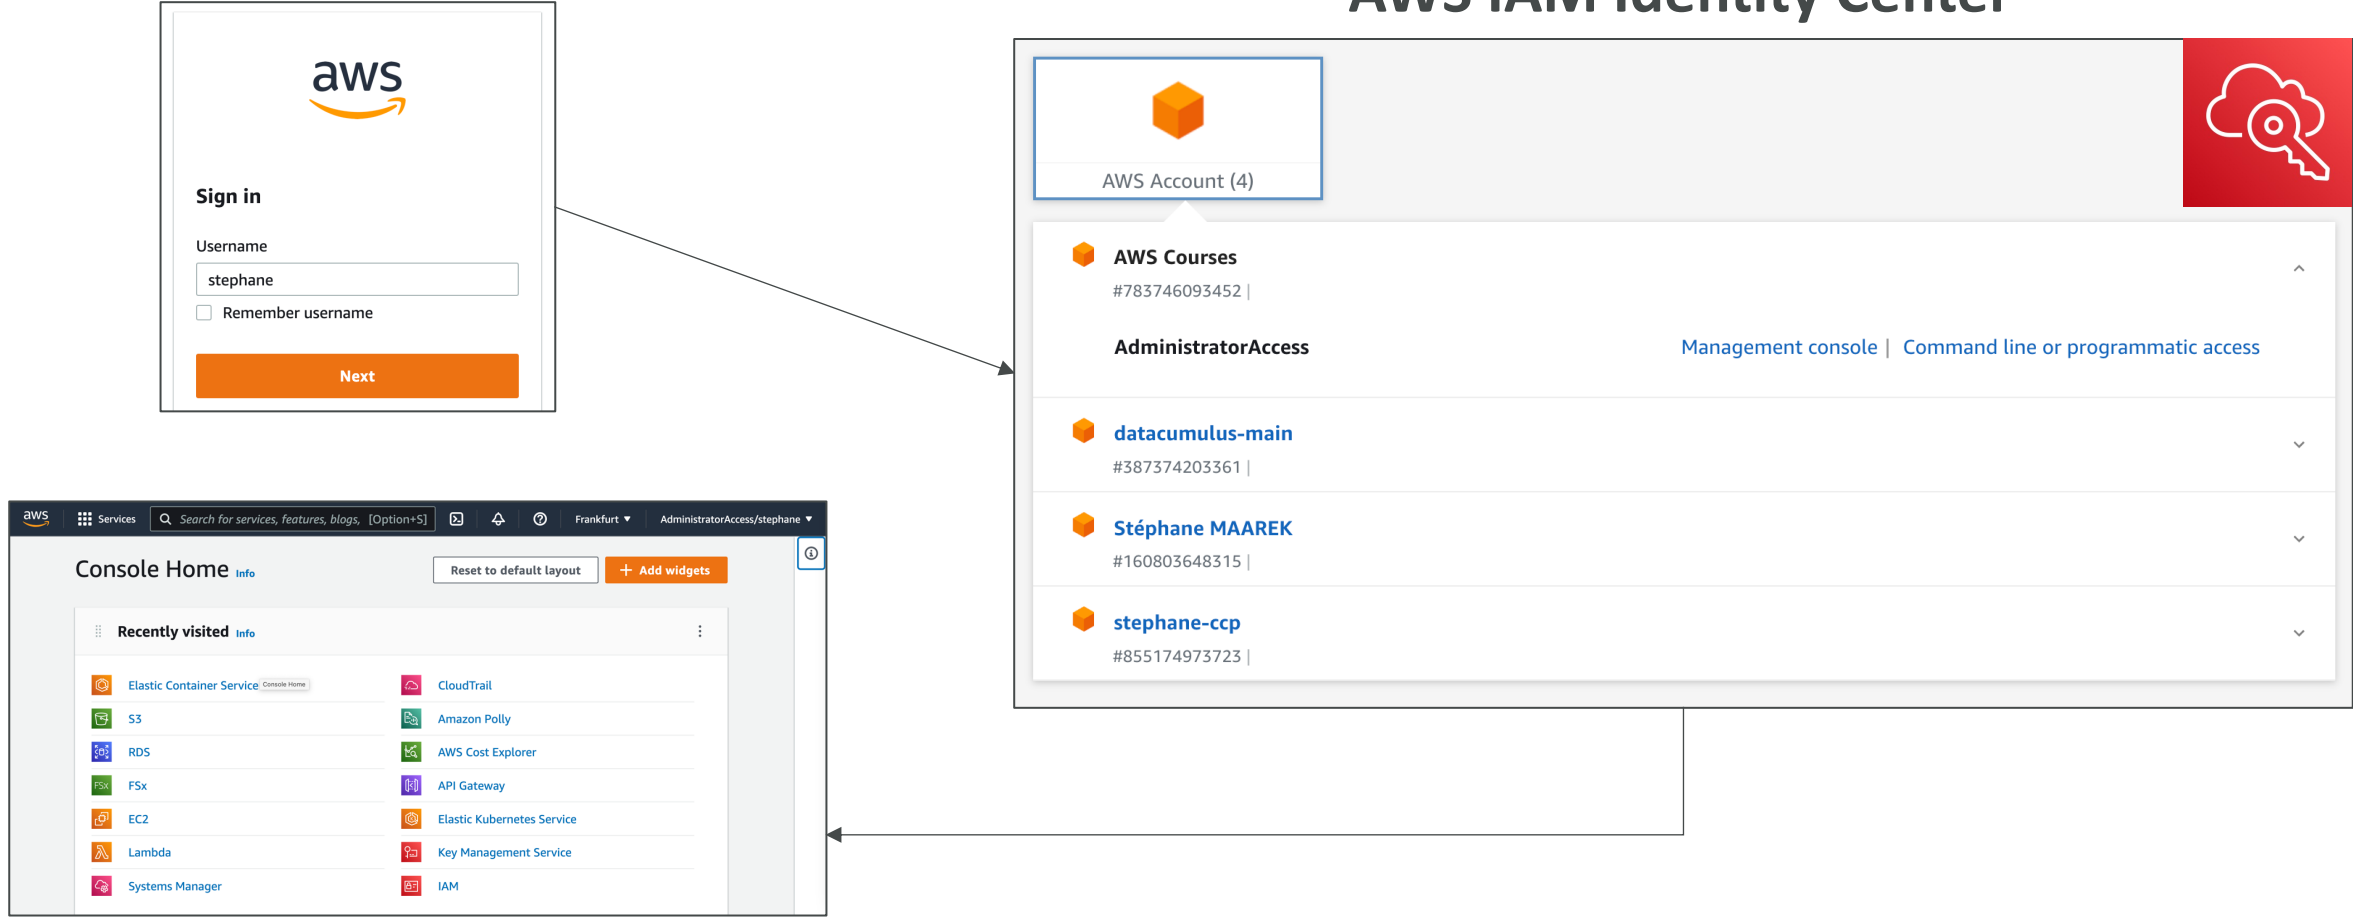 AWS IAM Identity Center
aws
Sign in
Username
stephane
Remember username
Next
AWS Account (4)
AWS Courses
#783746093452 |
AdministratorAccess
Management console | Command line or programmatic access
datacumulus-main
#387374203361 |
Stéphane MAAREK
#160803648315 |
stephane-ccp
#855174973723 |
aws Services Search for services, features, blogs, [Option+S] Frankfurt ▼ AdministratorAccess/stephane ▼
Console Home Info
Reset to default layout
+ Add widgets
Recently visited Info
Elastic Container Service Console Home
CloudTrail
S3
Amazon Polly
RDS
AWS Cost Explorer
FSx FSx
API Gateway
EC2
Elastic Kubernetes Service
Lambda
Key Management Service
Systems Manager
IAM